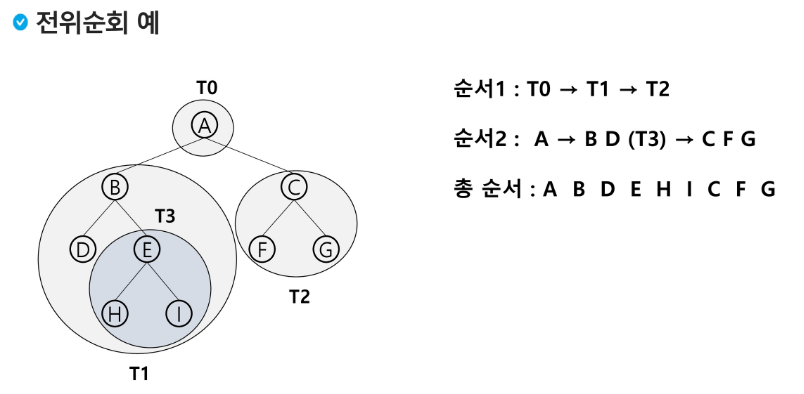 전위순회 예
T0
A
B
C
T3
D
E
F
G
H
I
T2
T1
순서1 : T0 → T1 → T2
순서2 : A → B D (T3) → C F G
총 순서 : A B D E H I C F G